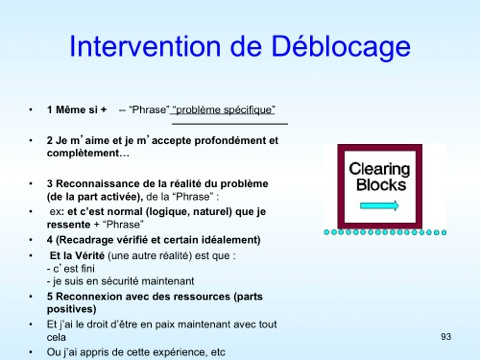 Intervention de Déblocage
• 1 Même si + -- “Phrase” “problème spécifique”
• 2 Je m’aime et je m’accepte profondément et
complètement…
• 3 Reconnaissance de la réalité du problème
(de la part activée), de la “Phrase” :
• ex: et c’est normal (logique, naturel) que je
ressente + “Phrase”
• 4 (Recadrage vérifié et certain idéalement)
• Et la Vérité (une autre réalité) est que :
- c’est fini
- je suis en sécurité maintenant
• 5 Reconnexion avec des ressources (parts
positives)
• Et j’ai le droit d’être en paix maintenant avec tout
cela
• Ou j’ai appris de cette expérience, etc
Clearing
Blocks
93